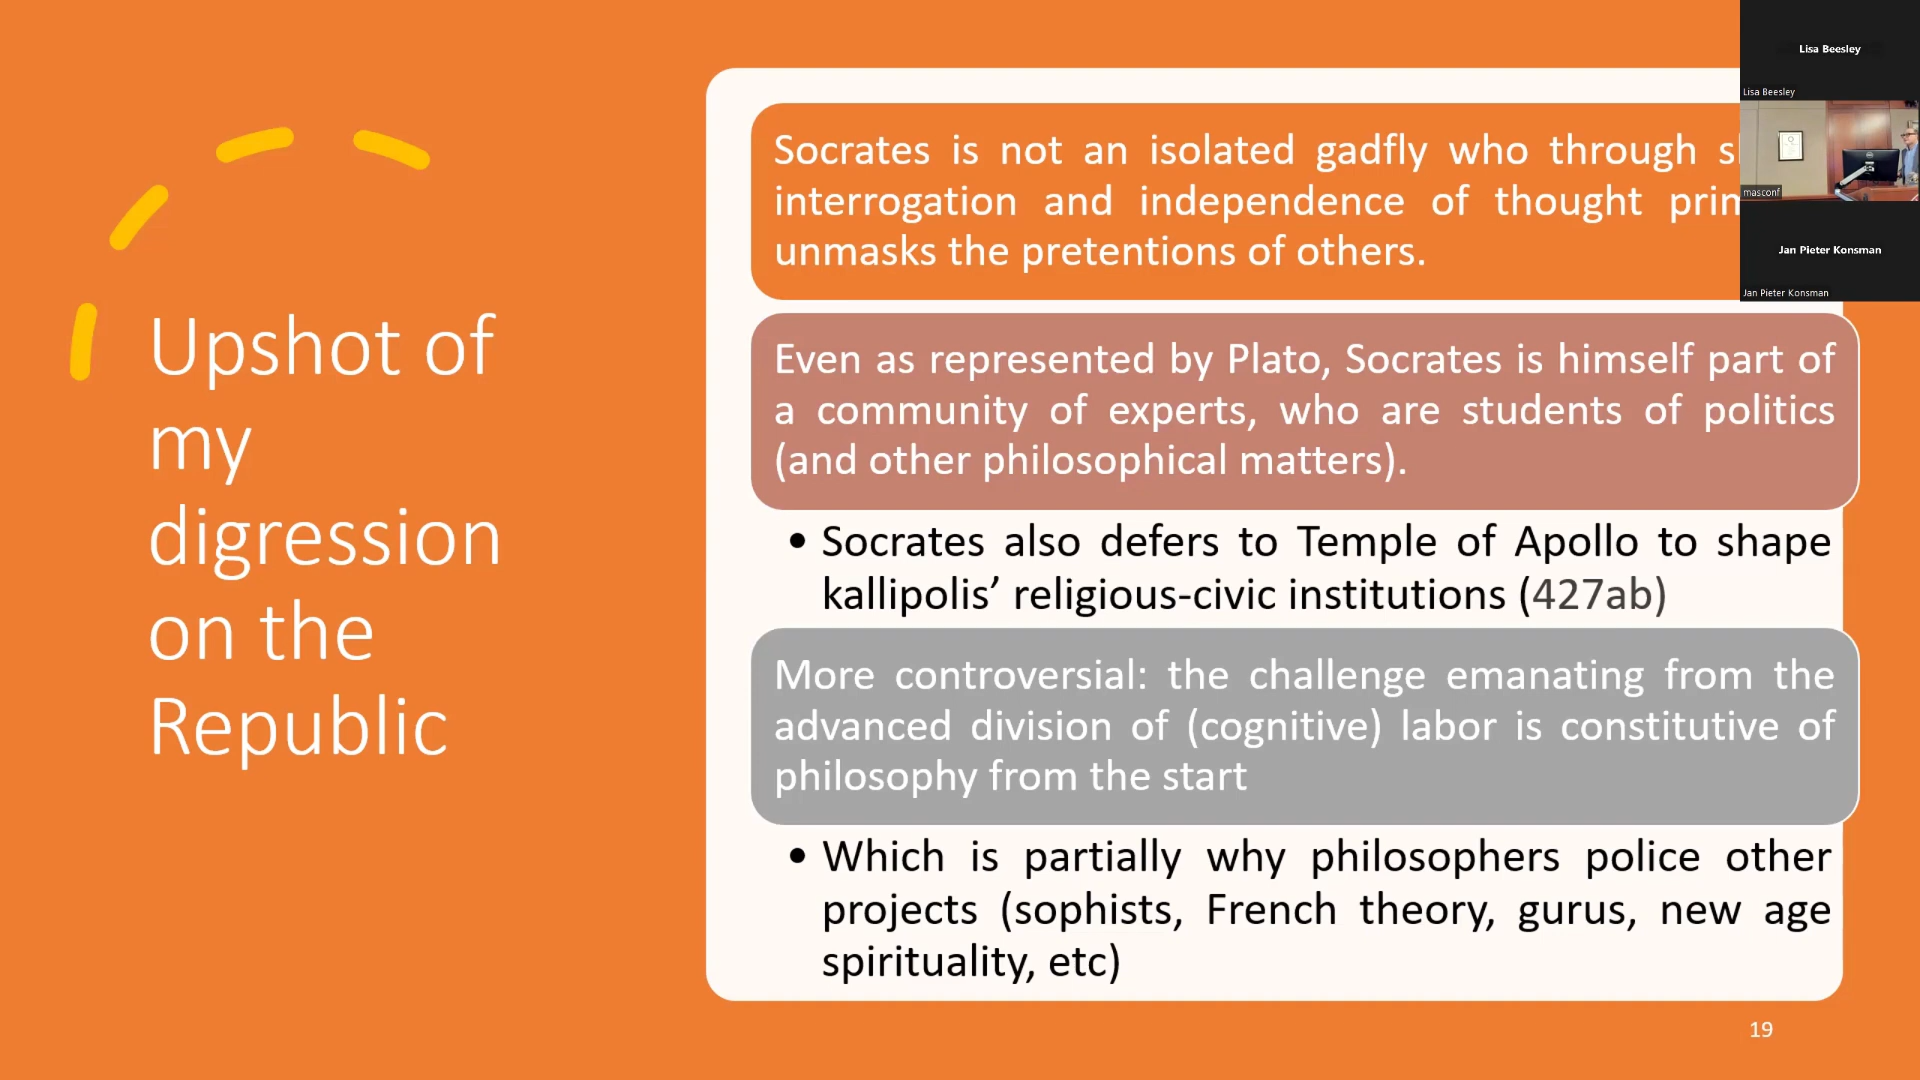 Upshot of
my
digression
on the
Republic
Socrates is not an isolated gadfly who through
interrogation and independence of thought
unmasks the pretentions of others.
Even as represented by Plato, Socrates is himself part of
a community of experts, who are students of politics
(and other philosophical matters).
• Socrates also defers to Temple of Apollo to shape
kallipolis’ religious-civic institutions (427ab)
More controversial: the challenge emanating from the
advanced division of (cognitive) labor is constitutive of
philosophy from the start
• Which is partially why philosophers police other
projects (sophists, French theory, gurus, new age
spirituality, etc)
19
Lisa Beesley
Lisa Beesley
masconf
Jan Pieter Konsman
Jan Pieter Konsman